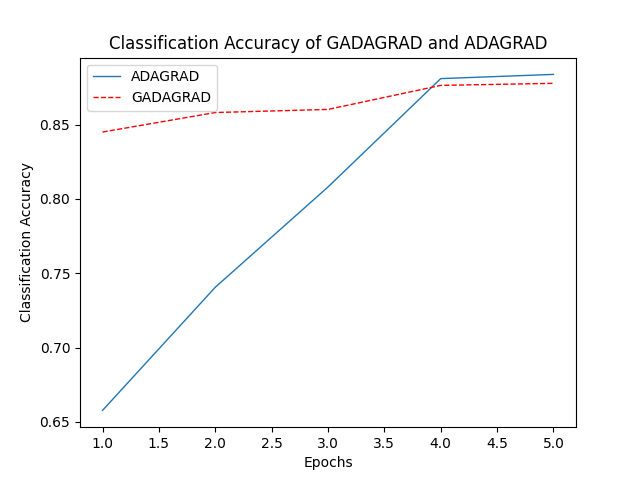 Classification Accuracy of GADAGRAD and ADAGRAD
ADAGRAD
GADAGRAD
Classification Accuracy
0.85
0.80
0.75
0.70
0.65
1.0 1.5 2.0 2.5 3.0 3.5 4.0 4.5 5.0
Epochs